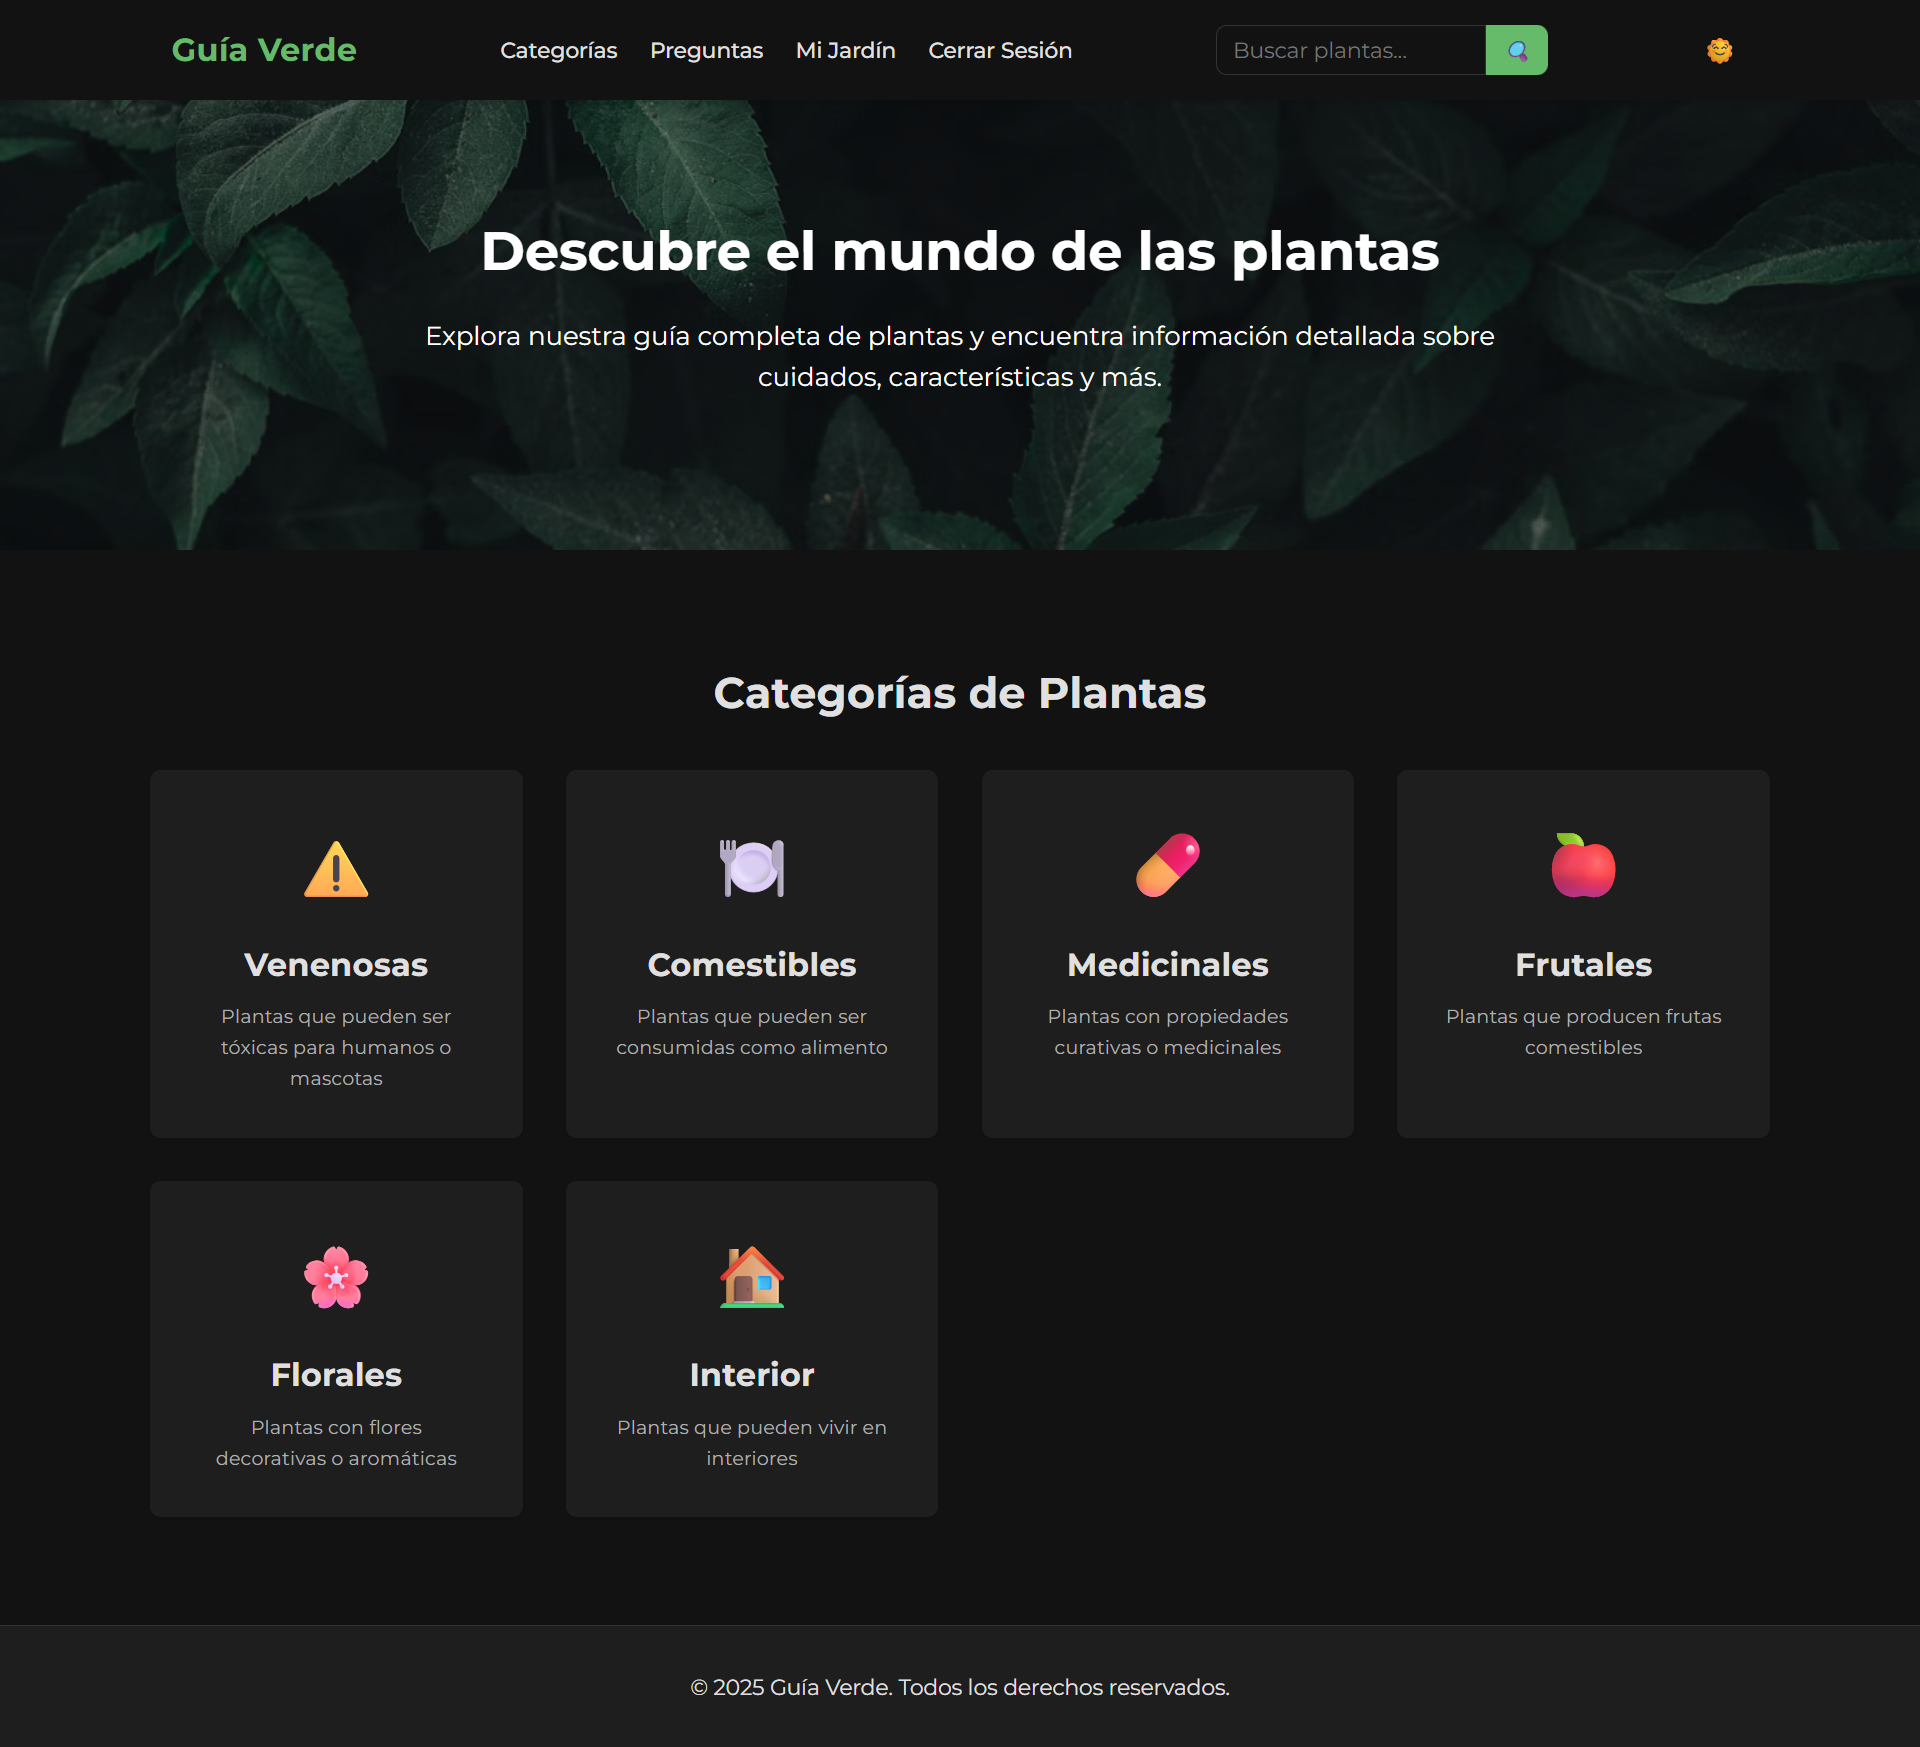 Guía Verde
Categorías
Preguntas
Mi Jardín
Cerrar Sesión
Buscar plantas...
Descubre el mundo de las plantas
Explora nuestra guía completa de plantas y encuentra información detallada sobre
cuidados, características y más.
Categorías de Plantas
Venenosas
Plantas que pueden ser
tóxicas para humanos o
mascotas
Comestibles
Plantas que pueden ser
consumidas como alimento
Medicinales
Plantas con propiedades
curativas o medicinales
Frutales
Plantas que producen frutas
comestibles
Florales
Plantas con flores
decorativas o aromáticas
Interior
Plantas que pueden vivir en
interiores
© 2025 Guía Verde. Todos los derechos reservados.